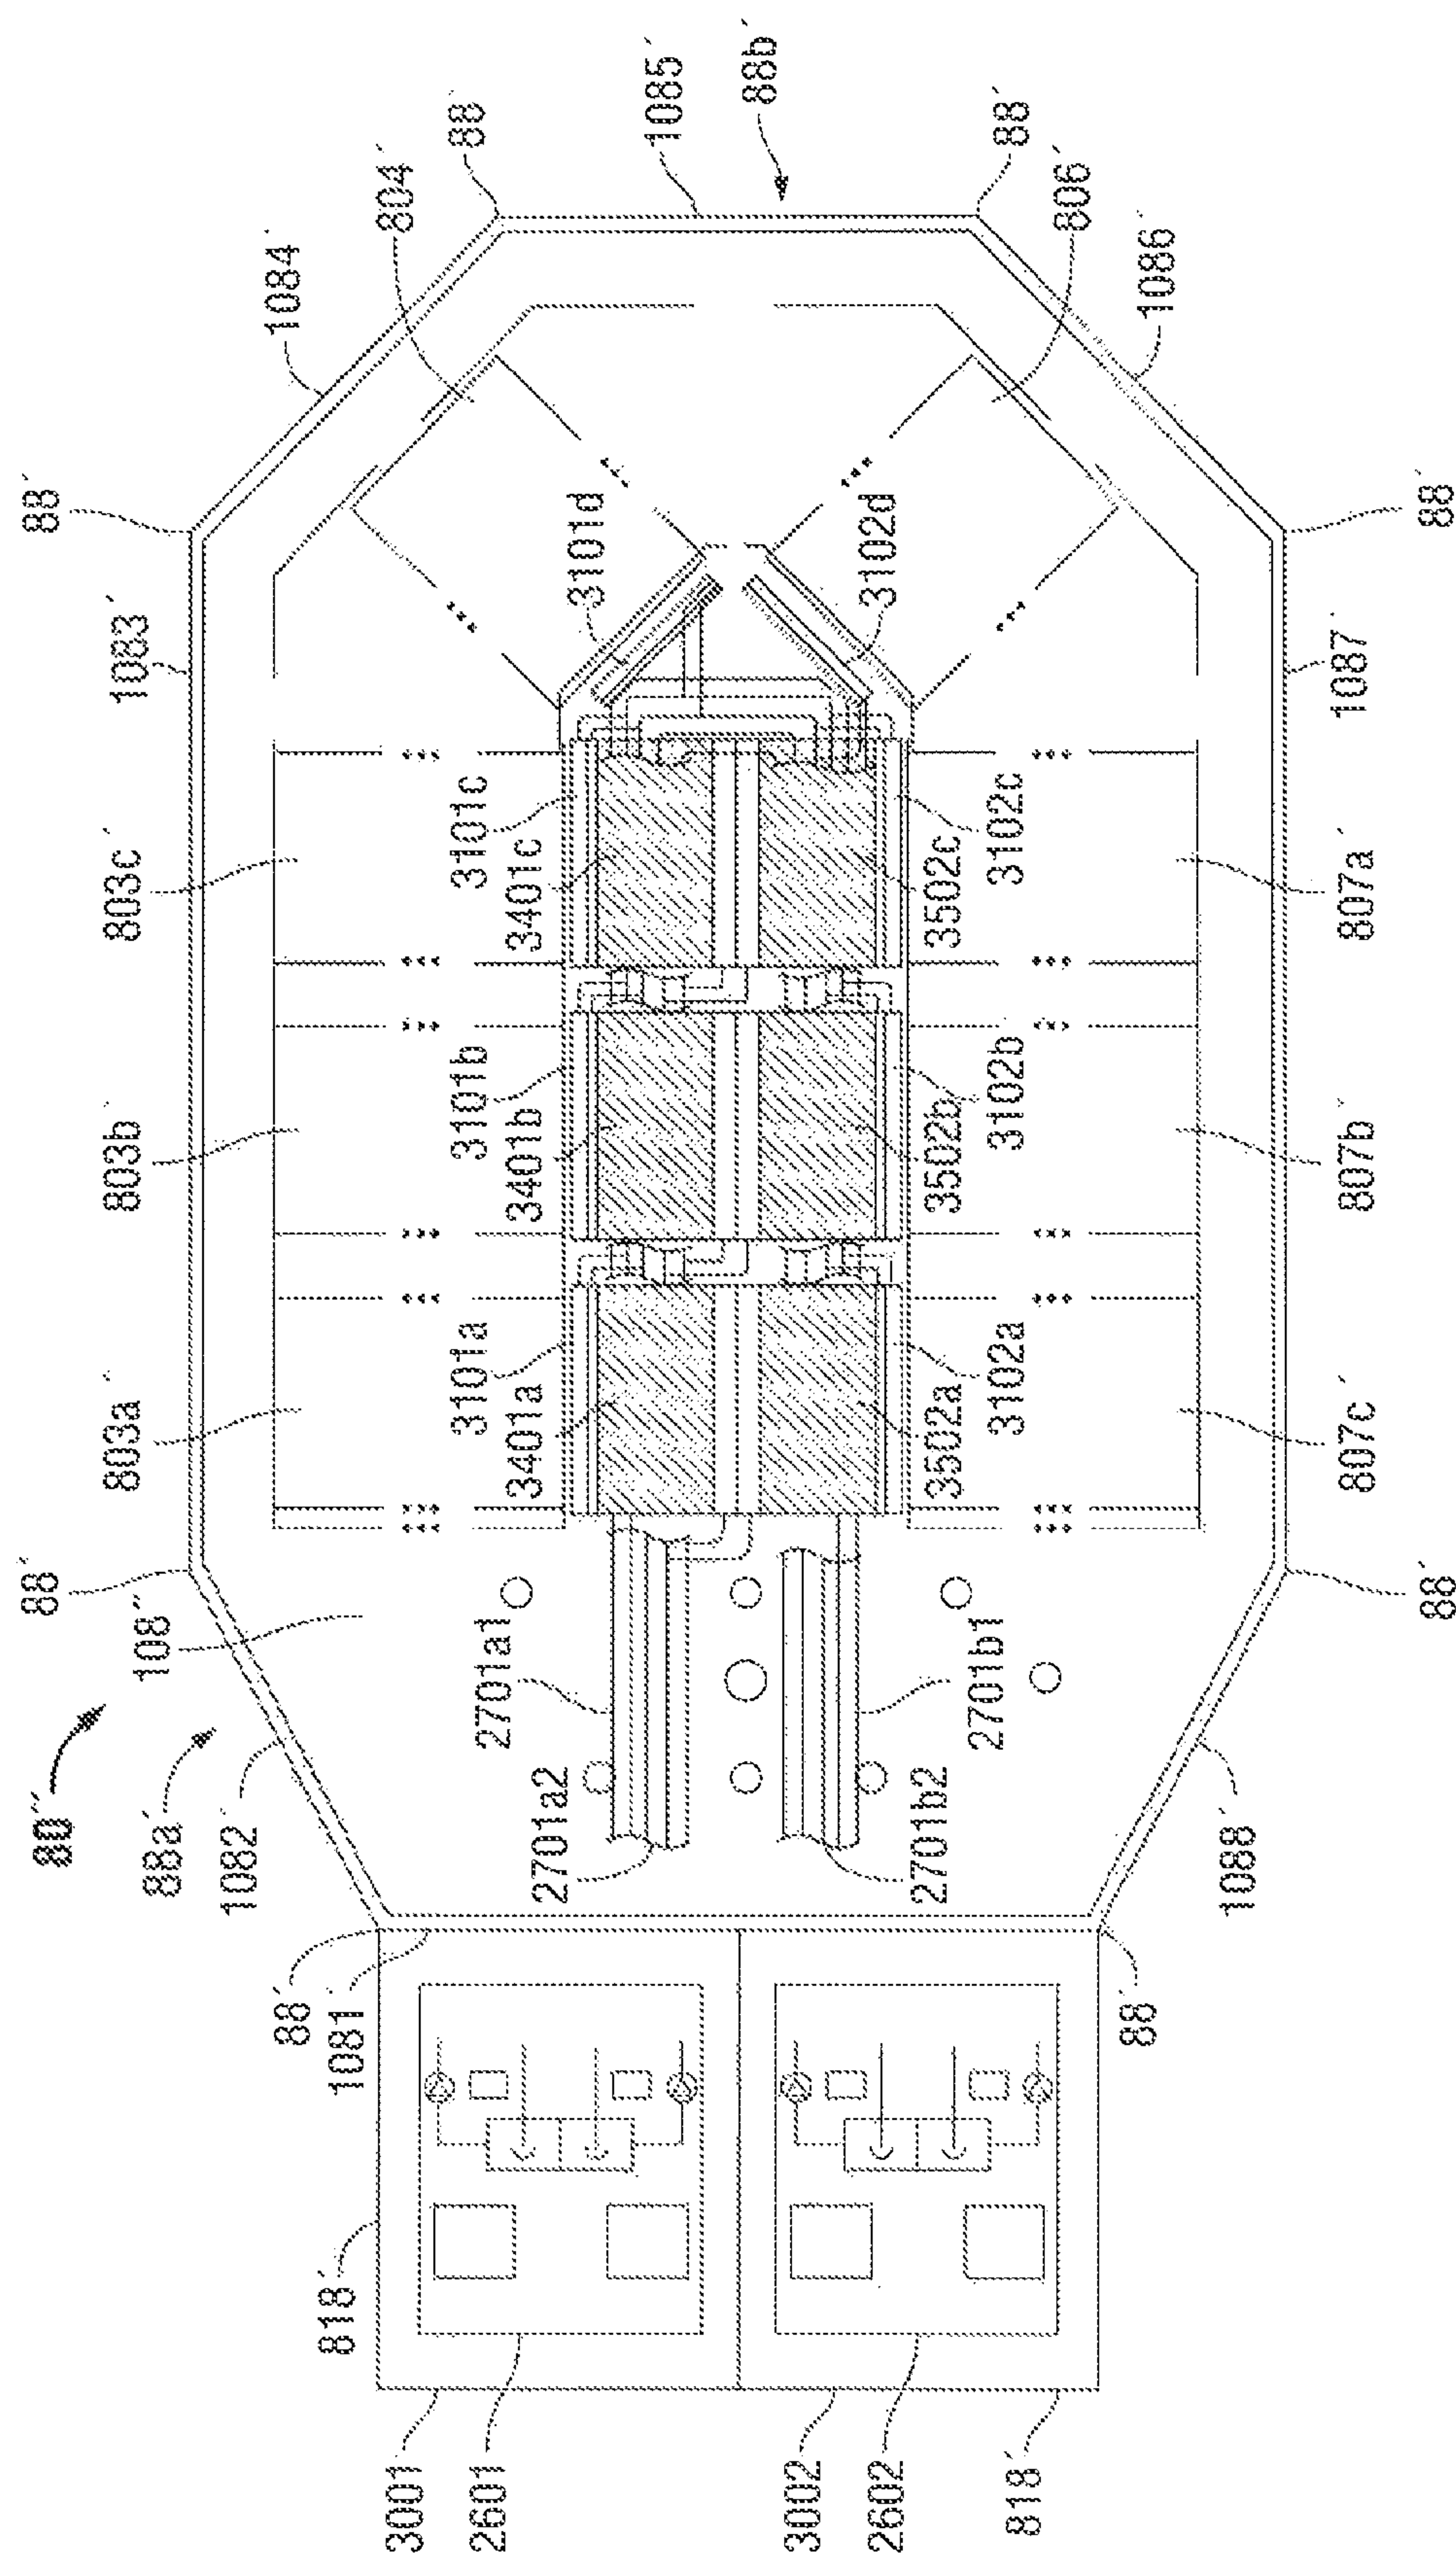 80´´
88´
88´
803a´
803b´
803c´
1083´
88a´
108´´
1082´
88´
1084´
818´
1081´
804´
3001
3101a
3101b
3101c
88´
2601
2701a1
3401a
3401b
3401c
2701a2
3101d
1085´
88b´
3002
3102d
2602
2701b2
3502a
3502b
3502c
2701b1
3102a
3102b
3102c
88´
818´
806´
88´
1086´
1088´
807c´
807b´
807a´
1087´
88´
88´